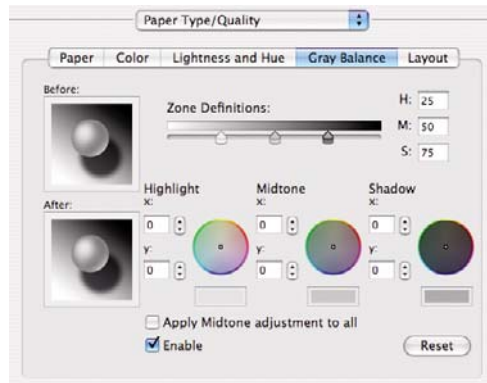 Paper Type/Quality
Paper Color Lightness and Hue Gray Balance Layout
Before:
Zone Definitions:
H: 25
M: 50
S: 75
After:
Highlight Midtone Shadow
x: x: x:
0 0 0
y: y: y:
0 0 0
Apply Midtone adjustment to all
Enable
Reset